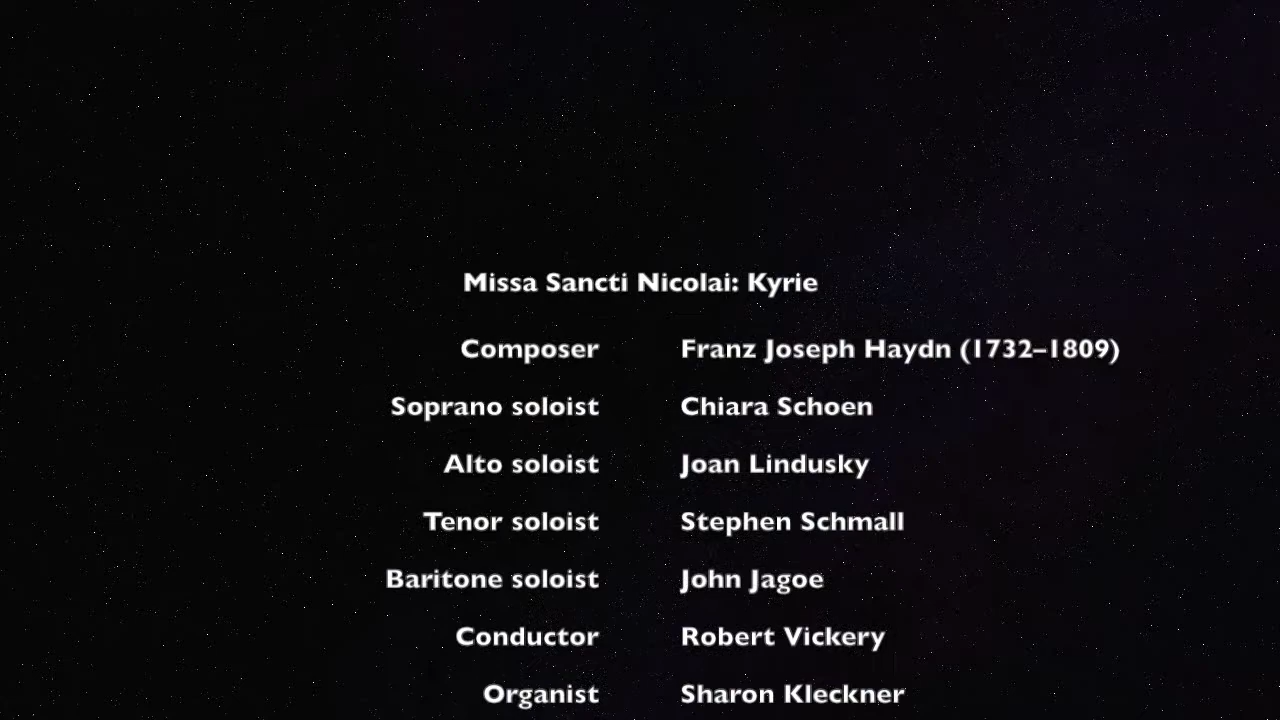 Missa Sancti Nicolai: Kyrie
Composer Franz Joseph Haydn (1732–1809)
Soprano soloist Chiara Schoen
Alto soloist Joan Lindusky
Tenor soloist Stephen Schmall
Baritone soloist John Jagoe
Conductor Robert Vickery
Organist Sharon Kleckner